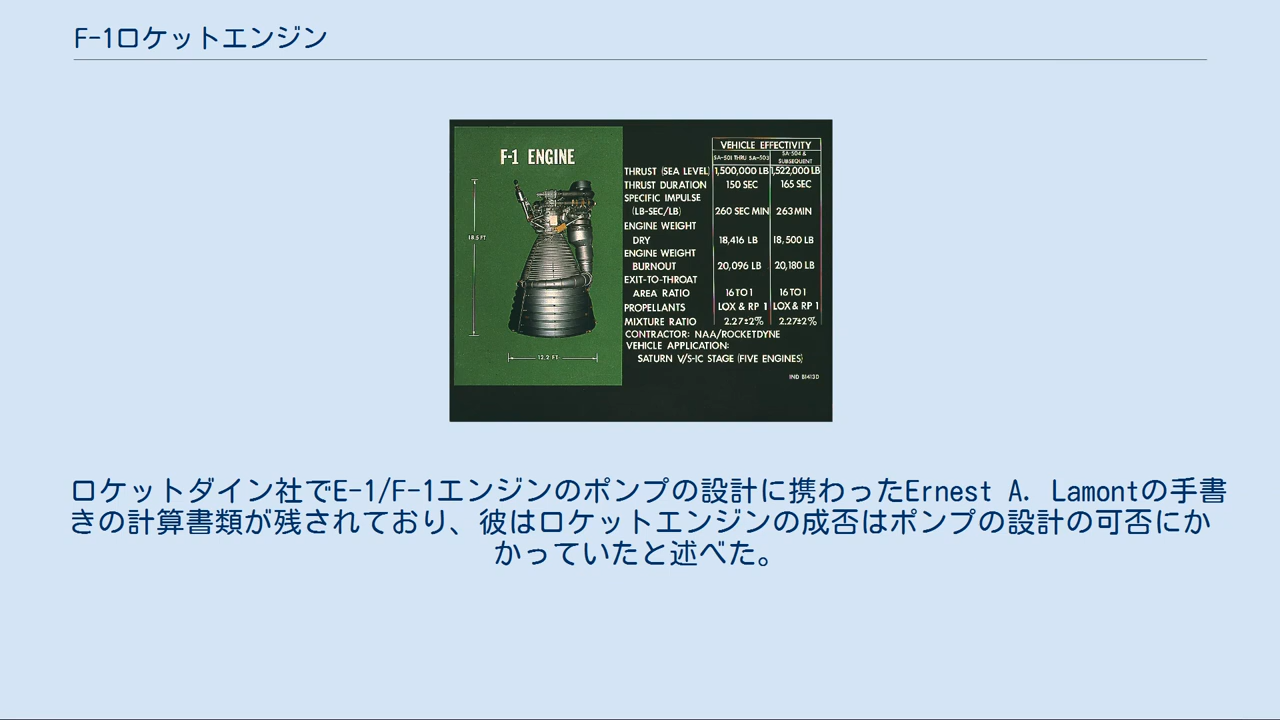 F-1ロケットエンジン
F-1 ENGINE
18.5 FT
12.2 FT
VEHICLE EFFECTIVITY
SA-501 THRU SA-503 SA-504 & SUBSEQUENT
THRUST (SEA LEVEL) 1,500,000 LB 1,522,000 LB
THRUST DURATION 150 SEC 165 SEC
SPECIFIC IMPULSE
(LB-SEC/LB) 260 SEC MIN 263 MIN
ENGINE WEIGHT
DRY 18,416 LB 18,500 LB
ENGINE WEIGHT
BURNOUT 20,096 LB 20,180 LB
EXIT-TO-THROAT
AREA RATIO 16 TO 1 16 TO 1
PROPELLANTS LOX & RP 1 LOX & RP 1
MIXTURE RATIO 2.27±2% 2.27±2%
CONTRACTOR: NAA/ROCKETDYNE
VEHICLE APPLICATION:
SATURN V/S-IC STAGE (FIVE ENGINES)
IND B1413D
ロケットダイン社でE-1/F-1エンジンのポンプの設計に携わったErnest A. Lamontの手書
きの計算書類が残されており、彼はロケットエンジンの成否はポンプの設計の可否にか
かっていたと述べた。